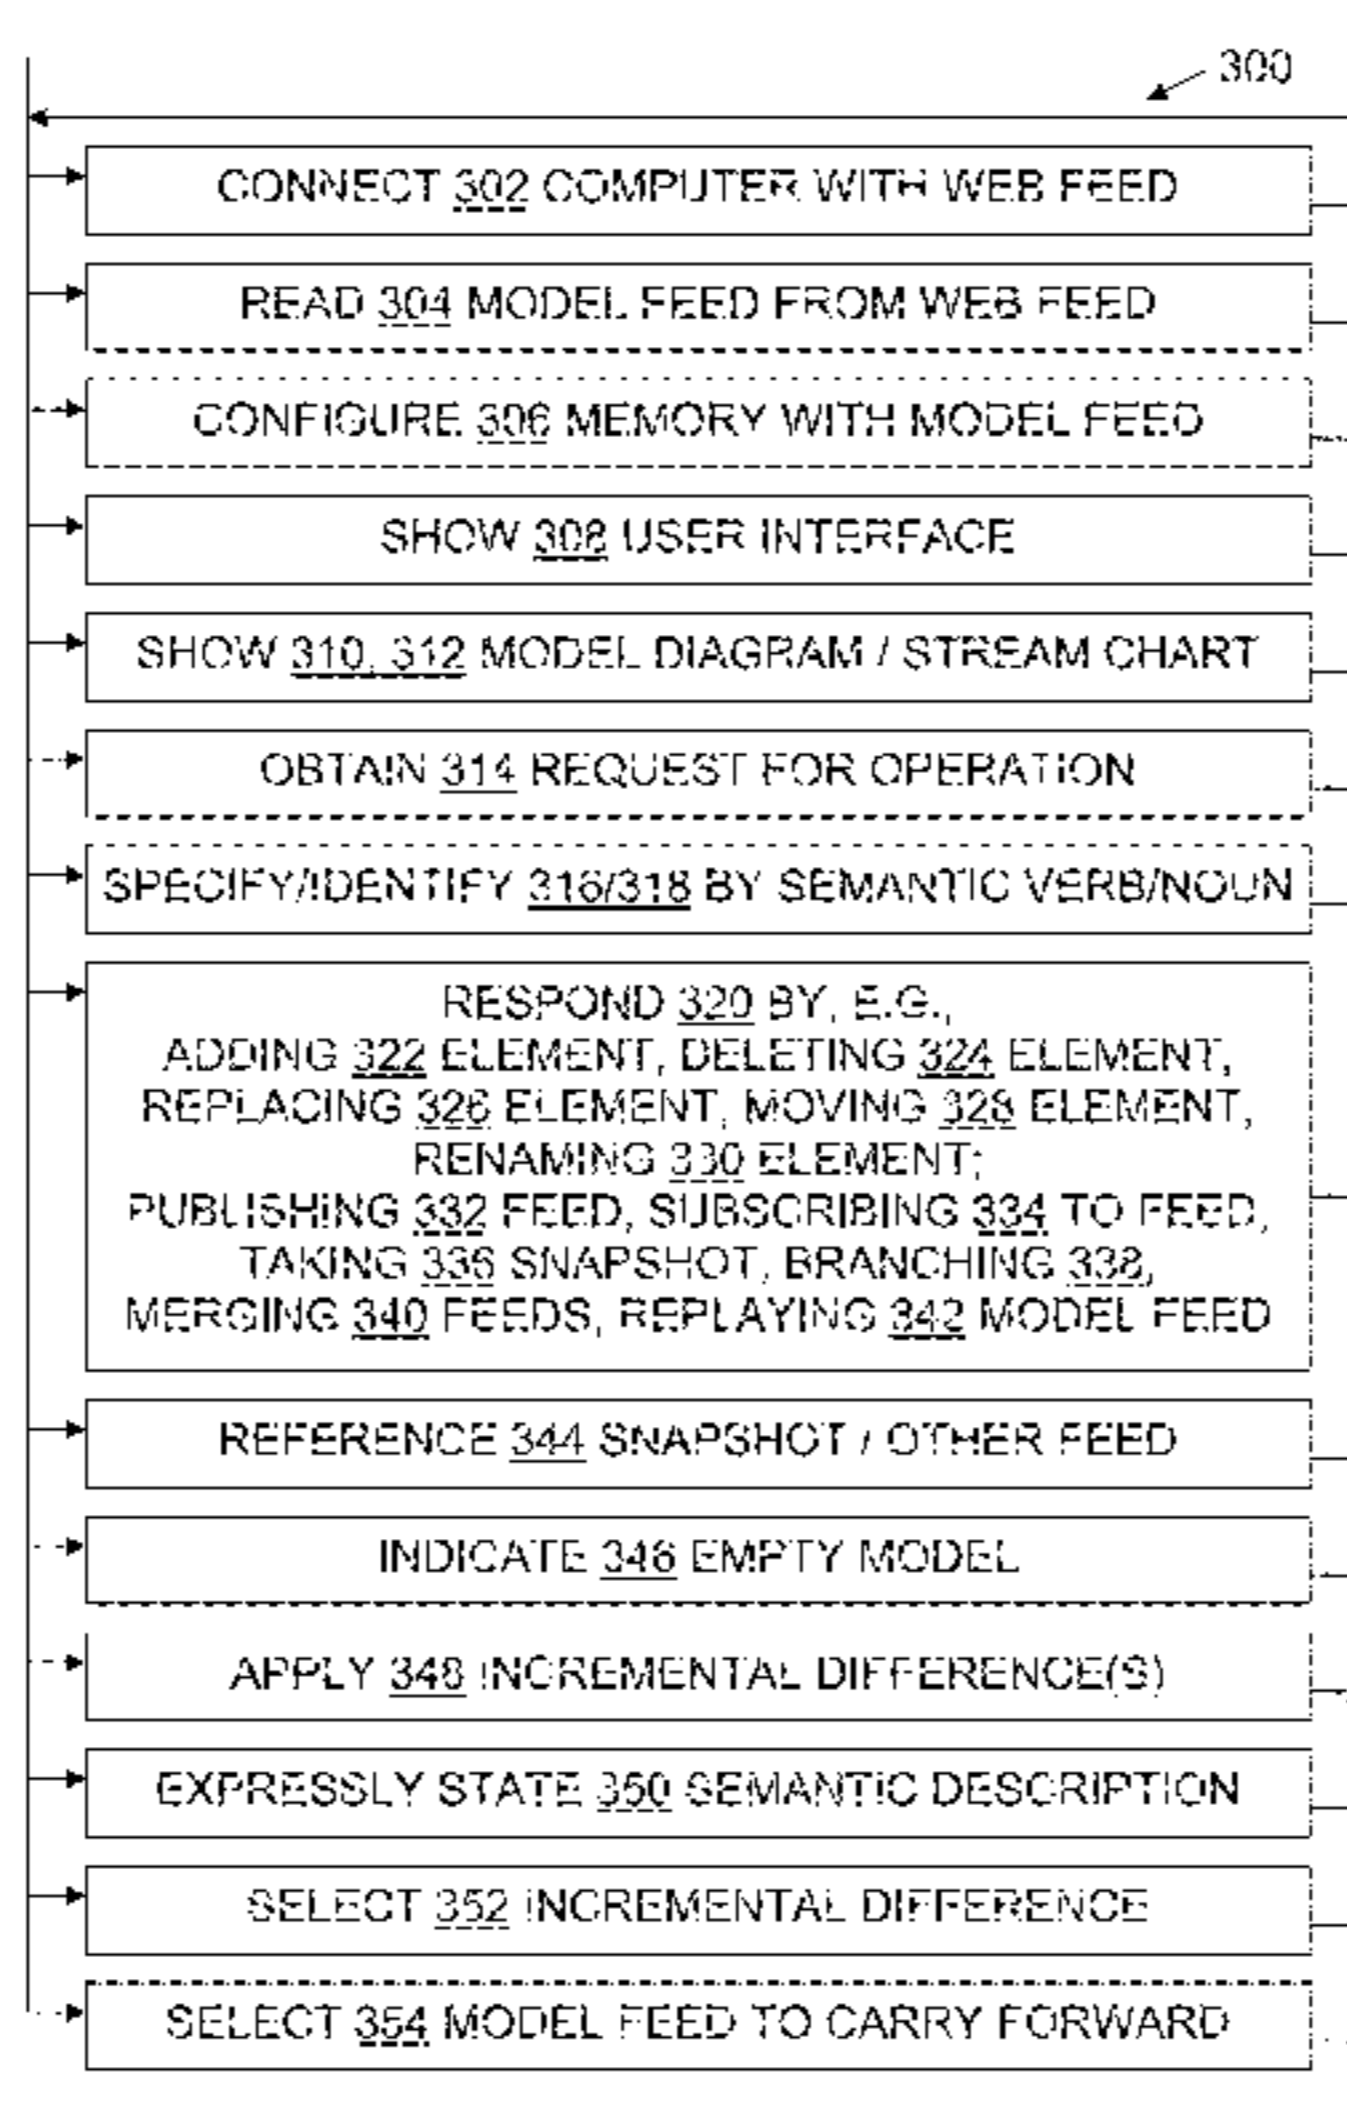 300
CONNECT 302 COMPUTER WITH WEB FEED
READ 304 MODEL FEED FROM WEB FEED
CONFIGURE 306 MEMORY WITH MODEL FEED
SHOW 308 USER INTERFACE
SHOW 310, 312 MODEL DIAGRAM / STREAM CHART
OBTAIN 314 REQUEST FOR OPERATION
SPECIFY/IDENTIFY 316/318 BY SEMANTIC VERB/NOUN
RESPOND 320 BY, E.G.,
ADDING 322 ELEMENT, DELETING 324 ELEMENT,
REPLACING 326 ELEMENT, MOVING 328 ELEMENT,
RENAMING 330 ELEMENT;
PUBLISHING 332 FEED, SUBSCRIBING 334 TO FEED,
TAKING 336 SNAPSHOT, BRANCHING 338,
MERGING 340 FEEDS, REPLAYING 342 MODEL FEED
REFERENCE 344 SNAPSHOT / OTHER FEED
INDICATE 346 EMPTY MODEL
APPLY 348 INCREMENTAL DIFFERENCE(S)
EXPRESSLY STATE 350 SEMANTIC DESCRIPTION
SELECT 352 INCREMENTAL DIFFERENCE
SELECT 354 MODEL FEED TO CARRY FORWARD